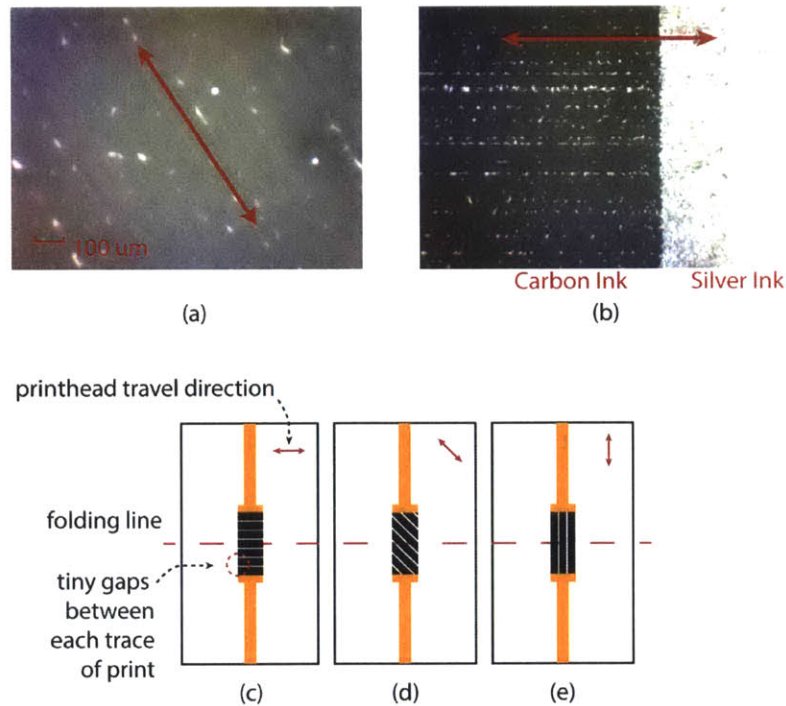 100 um
(a)
Carbon Ink
Silver Ink
(b)
printhead travel direction
folding line
tiny gaps
between
each trace
of print
(c)
(d)
(e)